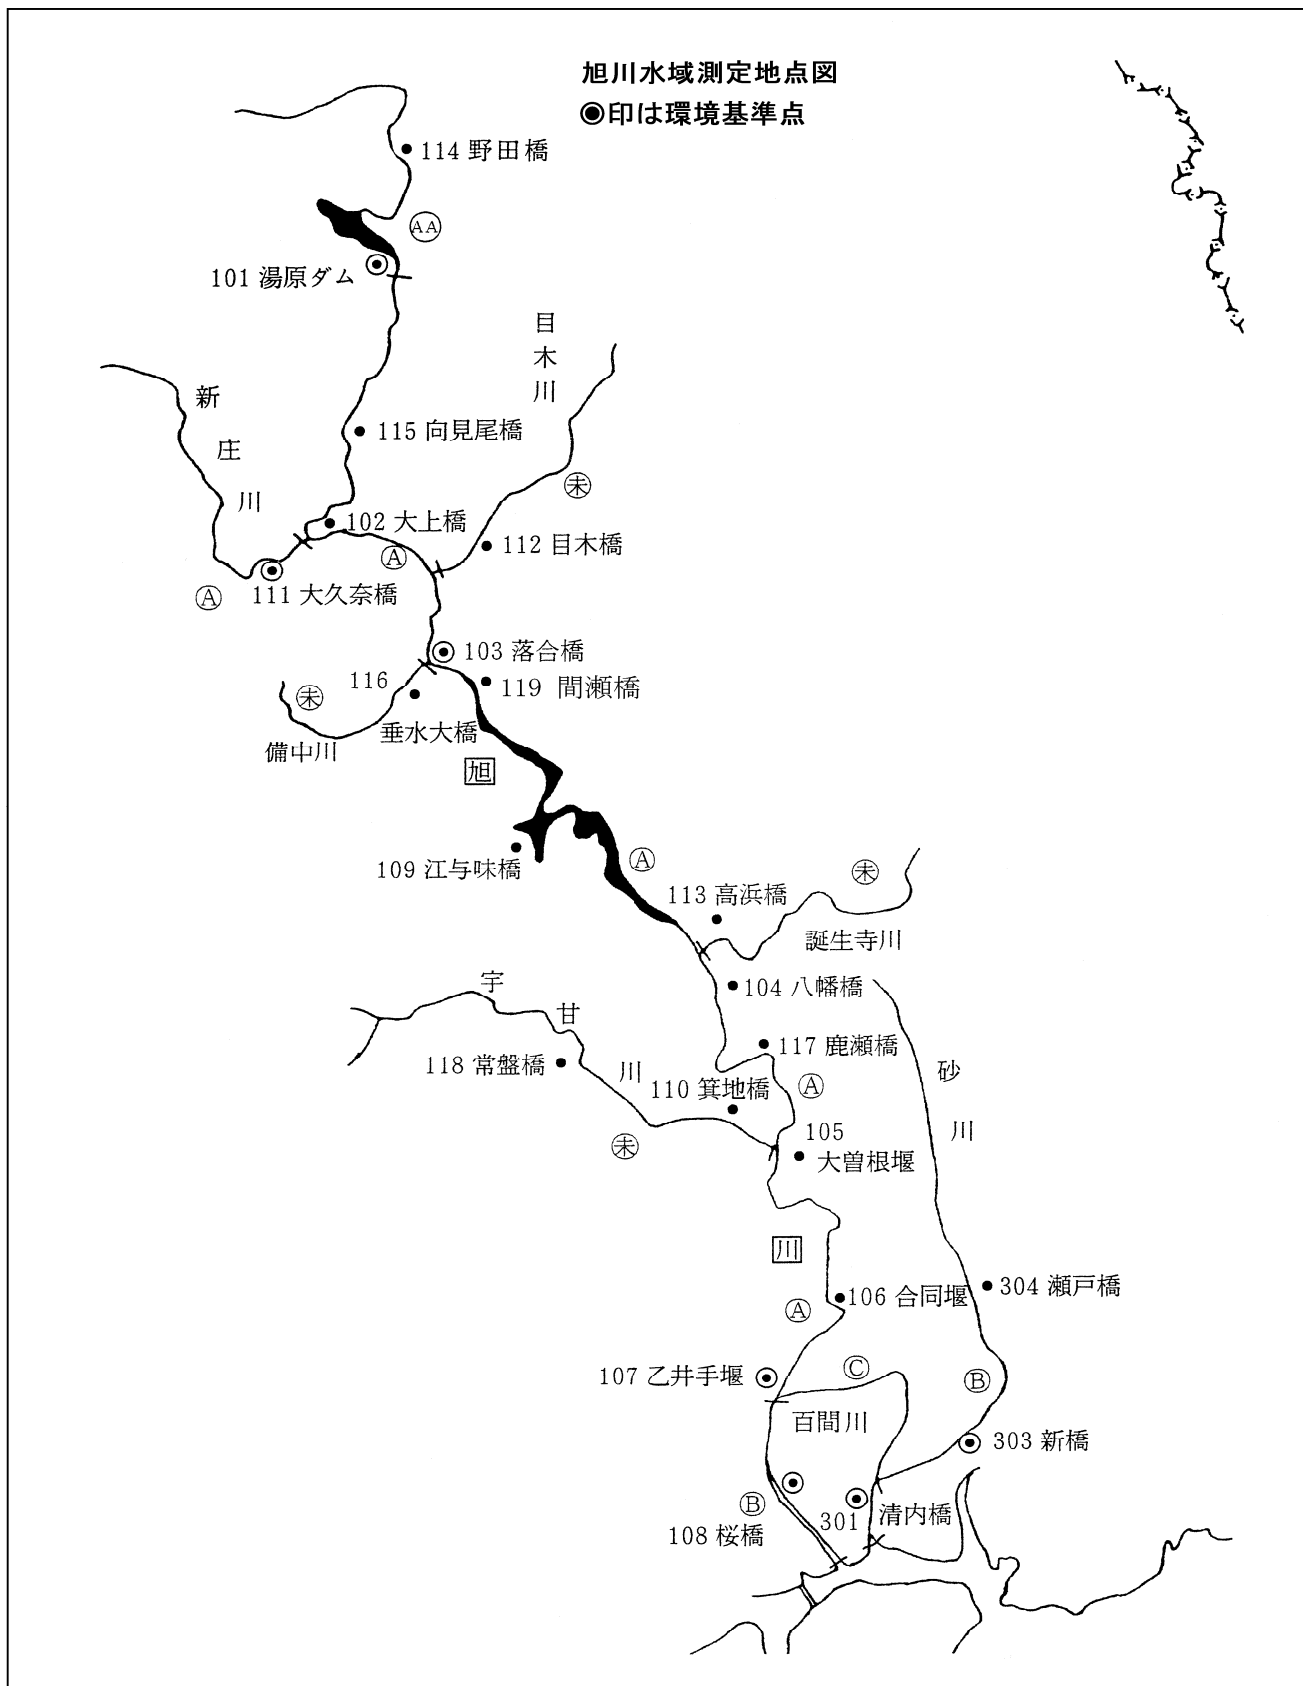 旭川水域測定地点図
◉印は環境基準点
114 野田橋
AA
101 湯原ダム
目木川
新庄川
115 向見尾橋
未
102 大上橋
A
112 目木橋
A
111 大久奈橋
103 落合橋
116
垂水大橋
119 間瀬橋
未
備中川
旭
109 江与味橋
A
113 高浜橋
未
誕生寺川
104 八幡橋
宇甘川
118 常盤橋
117 鹿瀬橋
砂川
110 箕地橋
A
未
105
大曽根堰
川
A
106 合同堰
304 瀬戸橋
107 乙井手堰
C
B
百間川
303 新橋
B
108 桜橋
301
清内橋